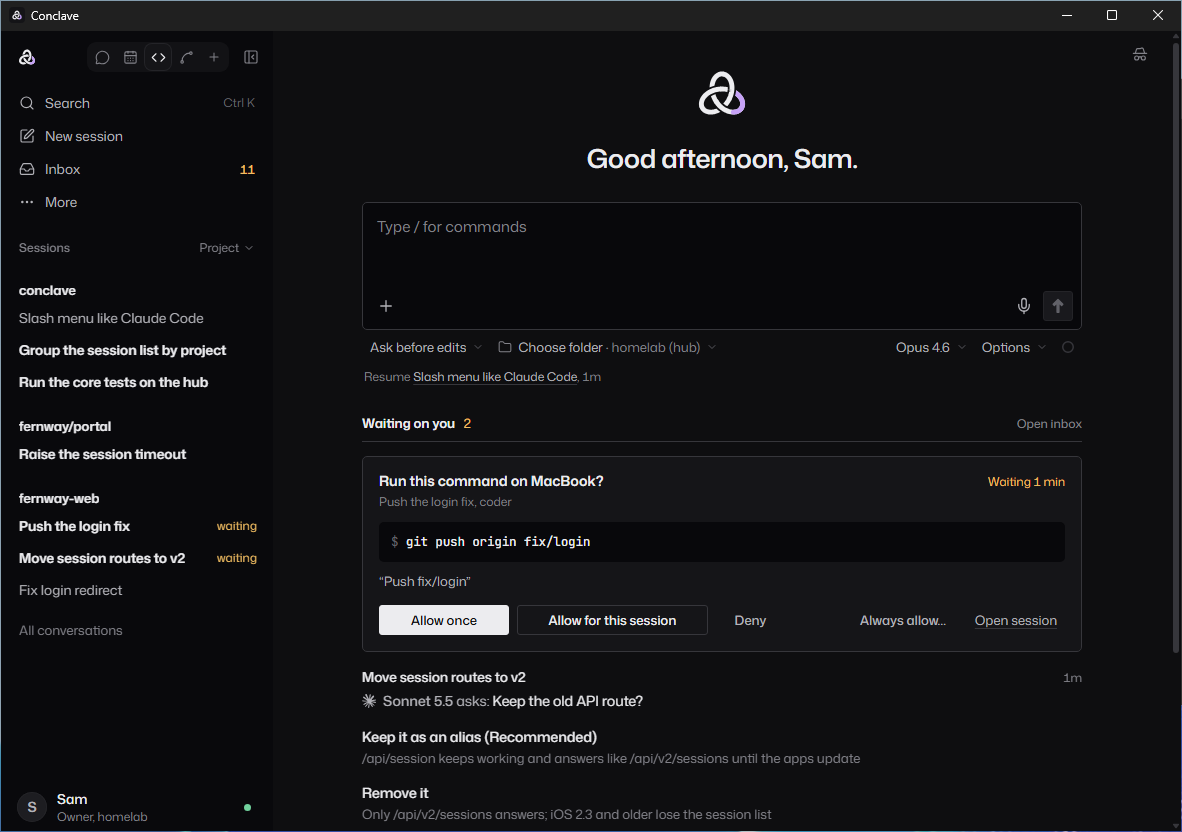 Conclave
Search Ctrl K
New session
Inbox 11
More
Sessions Project
conclave
Slash menu like Claude Code
Group the session list by project
Run the core tests on the hub
fernway/portal
Raise the session timeout
fernway-web
Push the login fix waiting
Move session routes to v2 waiting
Fix login redirect
All conversations
S
Sam
Owner, homelab
Good afternoon, Sam.
Type / for commands
Ask before edits Choose folder · homelab (hub) Opus 4.6 Options
Resume Slash menu like Claude Code, 1m
Waiting on you 2 Open inbox
Run this command on MacBook? Waiting 1 min
Push the login fix, coder
$ git push origin fix/login
“Push fix/login”
Allow once Allow for this session Deny Always allow... Open session
Move session routes to v2 1m
Sonnet 5.5 asks: Keep the old API route?
Keep it as an alias (Recommended)
/api/session keeps working and answers like /api/v2/sessions until the apps update
Remove it
Only /api/v2/sessions answers; iOS 2.3 and older lose the session list